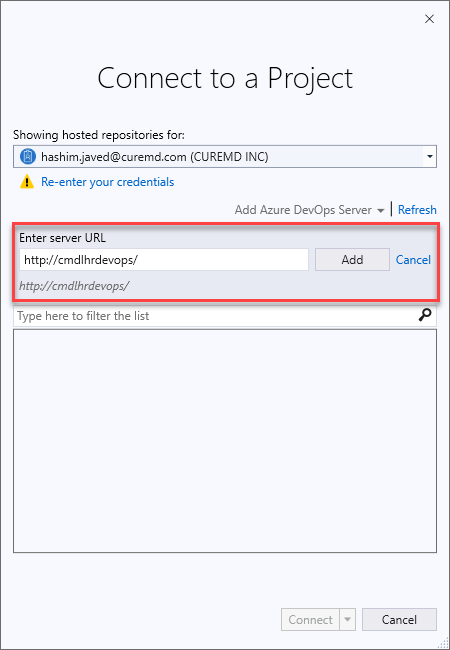 Connect to a Project
Showing hosted repositories for:
hashim.javed@curemd.com (CUREMD INC)
Re-enter your credentials
Add Azure DevOps Server | Refresh
Enter server URL
http://cmdlhrdevops/ Add Cancel
http://cmdlhrdevops/
Type here to filter the list
Connect Cancel